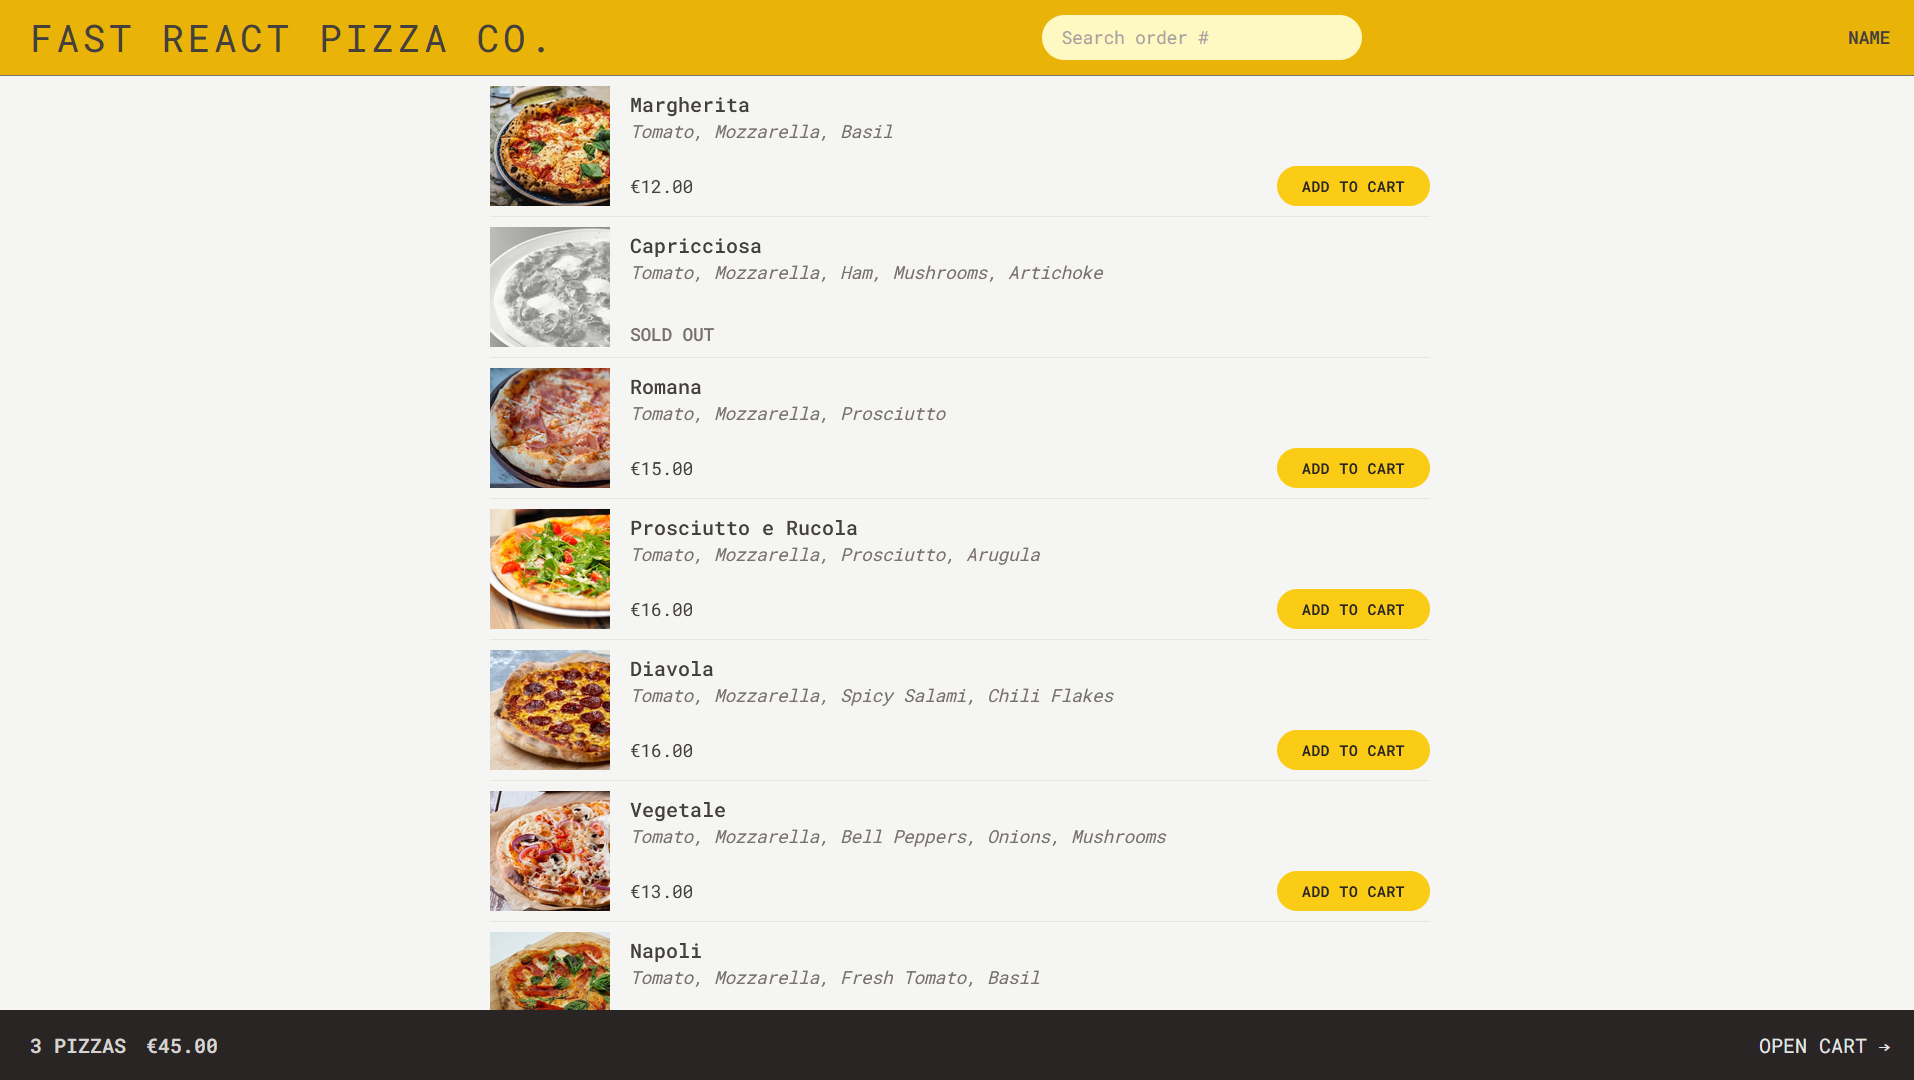 FAST REACT PIZZA CO.
Search order #
NAME
Margherita
Tomato, Mozzarella, Basil
€12.00
ADD TO CART
Capricciosa
Tomato, Mozzarella, Ham, Mushrooms, Artichoke
SOLD OUT
Romana
Tomato, Mozzarella, Prosciutto
€15.00
ADD TO CART
Prosciutto e Rucola
Tomato, Mozzarella, Prosciutto, Arugula
€16.00
ADD TO CART
Diavola
Tomato, Mozzarella, Spicy Salami, Chili Flakes
€16.00
ADD TO CART
Vegetale
Tomato, Mozzarella, Bell Peppers, Onions, Mushrooms
€13.00
ADD TO CART
Napoli
Tomato, Mozzarella, Fresh Tomato, Basil
3 PIZZAS €45.00
OPEN CART →